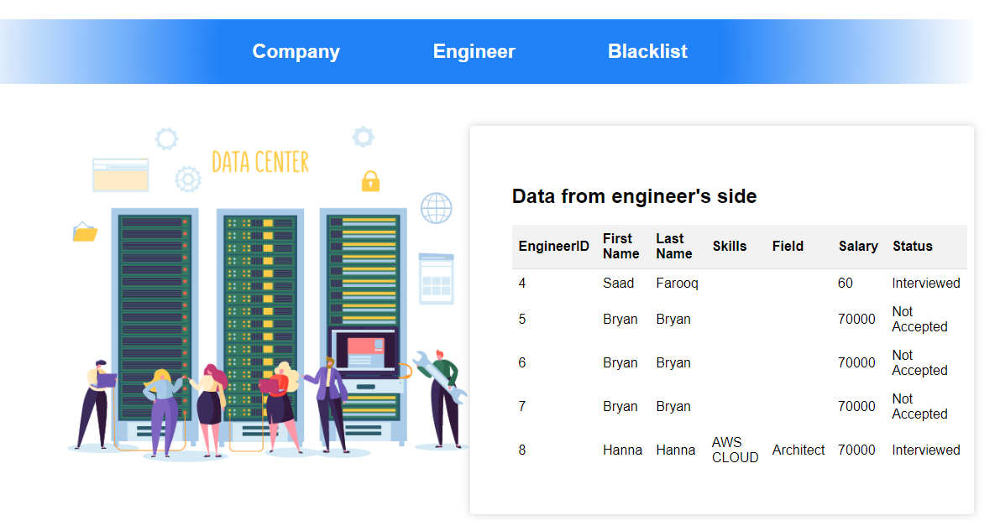 Company Engineer Blacklist
DATA CENTER
Data from engineer's side
EngineerID First Name Last Name Skills Field Salary Status
4 Saad Farooq 60 Interviewed
5 Bryan Bryan 70000 Not Accepted
6 Bryan Bryan 70000 Not Accepted
7 Bryan Bryan 70000 Not Accepted
8 Hanna Hanna AWS CLOUD Architect 70000 Interviewed